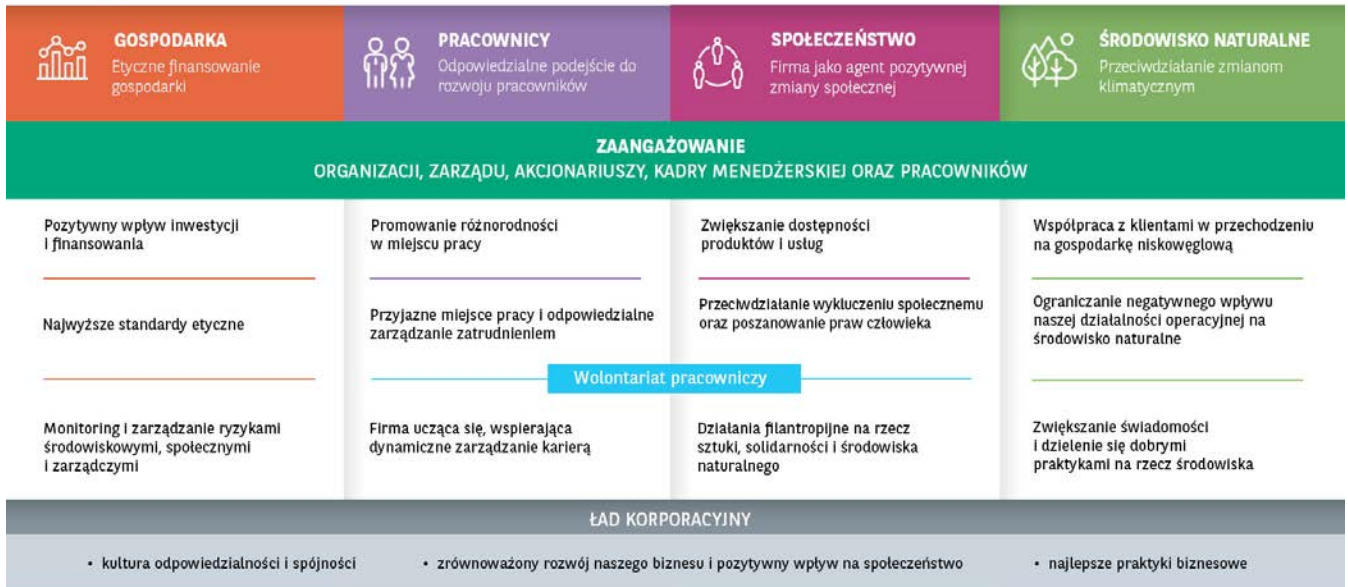 GOSPODARKA
Etyczne finansowanie
gospodarki
PRACOWNICY
Odpowiedzialne podejście do
rozwoju pracowników
SPOŁECZEŃSTWO
Firma jako agent pozytywnej
zmiany społecznej
ŚRODOWISKO NATURALNE
Przeciwdziałanie zmianom
klimatycznym
ZAANGAŻOWANIE
ORGANIZACJI, ZARZĄDU, AKCJONARIUSZY, KADRY MENEDŻERSKIEJ ORAZ PRACOWNIKÓW
Pozytywny wpływ inwestycji
i finansowania
Promowanie różnorodności
w miejscu pracy
Zwiększanie dostępności
produktów i usług
Współpraca z klientami w przechodzeniu
na gospodarkę niskowęglową
Najwyższe standardy etyczne
Przyjazne miejsce pracy i odpowiedzialne
zarządzanie zatrudnieniem
Przeciwdziałanie wykluczeniu społecznemu
oraz poszanowanie praw człowieka
Ograniczanie negatywnego wpływu
naszej działalności operacyjnej na
środowisko naturalne
Wolontariat pracowniczy
Monitoring i zarządzanie ryzykami
środowiskowymi, społecznymi
i zarządczymi
Firma ucząca się, wspierająca
dynamiczne zarządzanie karierą
Działania filantropijne na rzecz
sztuki, solidarności i środowiska
naturalnego
Zwiększanie świadomości
i dzielenie się dobrymi
praktykami na rzecz środowiska
ŁAD KORPORACYJNY
• kultura odpowiedzialności i spójności
• zrównoważony rozwój naszego biznesu i pozytywny wpływ na społeczeństwo
• najlepsze praktyki biznesowe